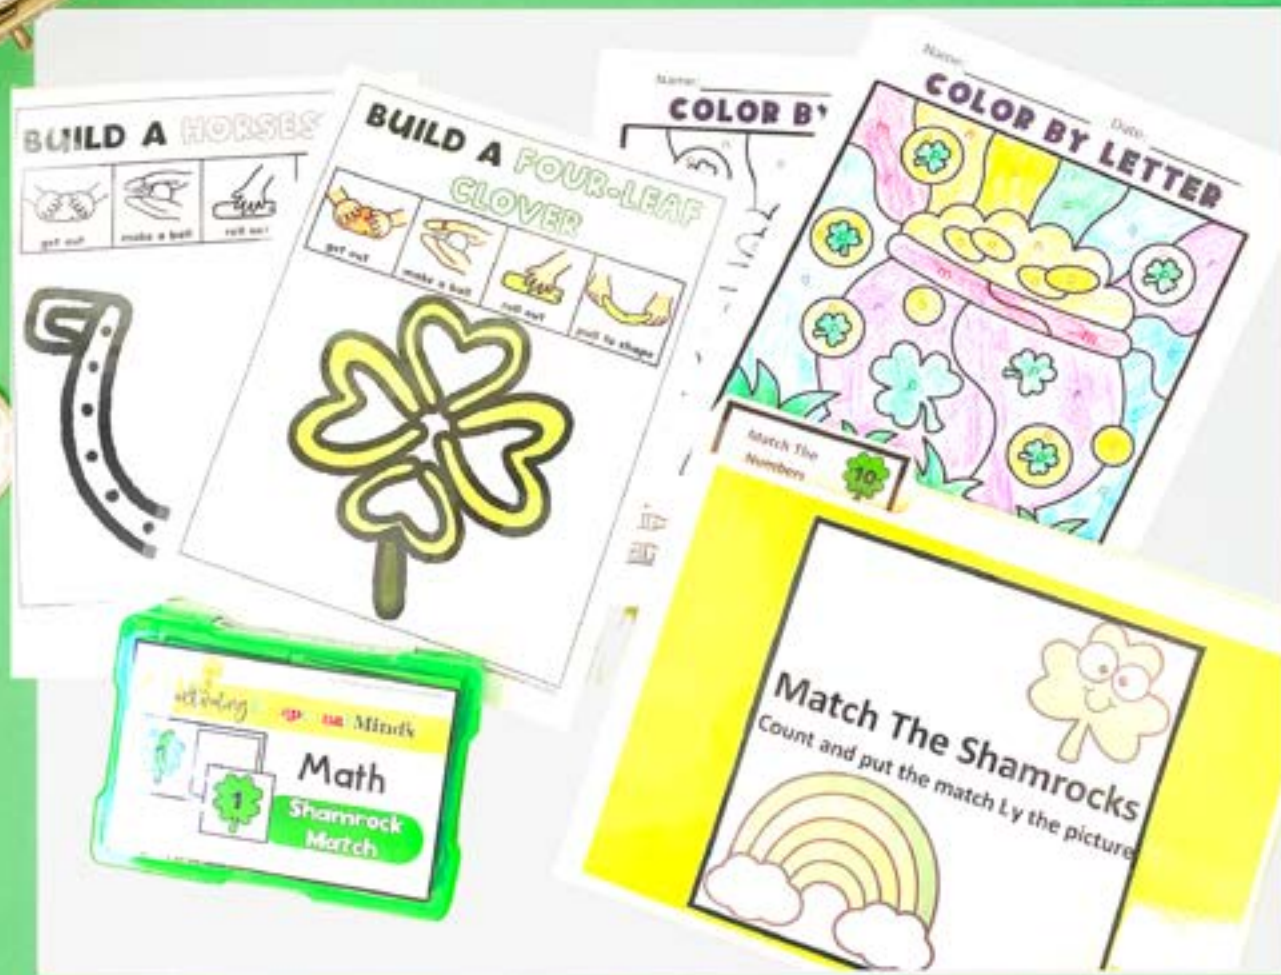 BUILD A HORSES
get out
make a ball
roll out
BUILD A FOUR-LEAF
CLOVER
get out
make a ball
roll out
pull to shape
Name:
COLOR BY
Name:
Date:
COLOR BY LETTER
m
m
Match The
Numbers
10
Match The Shamrocks
Count and put the match Ly the picture
Minds
Math
1
Shamrock
Match